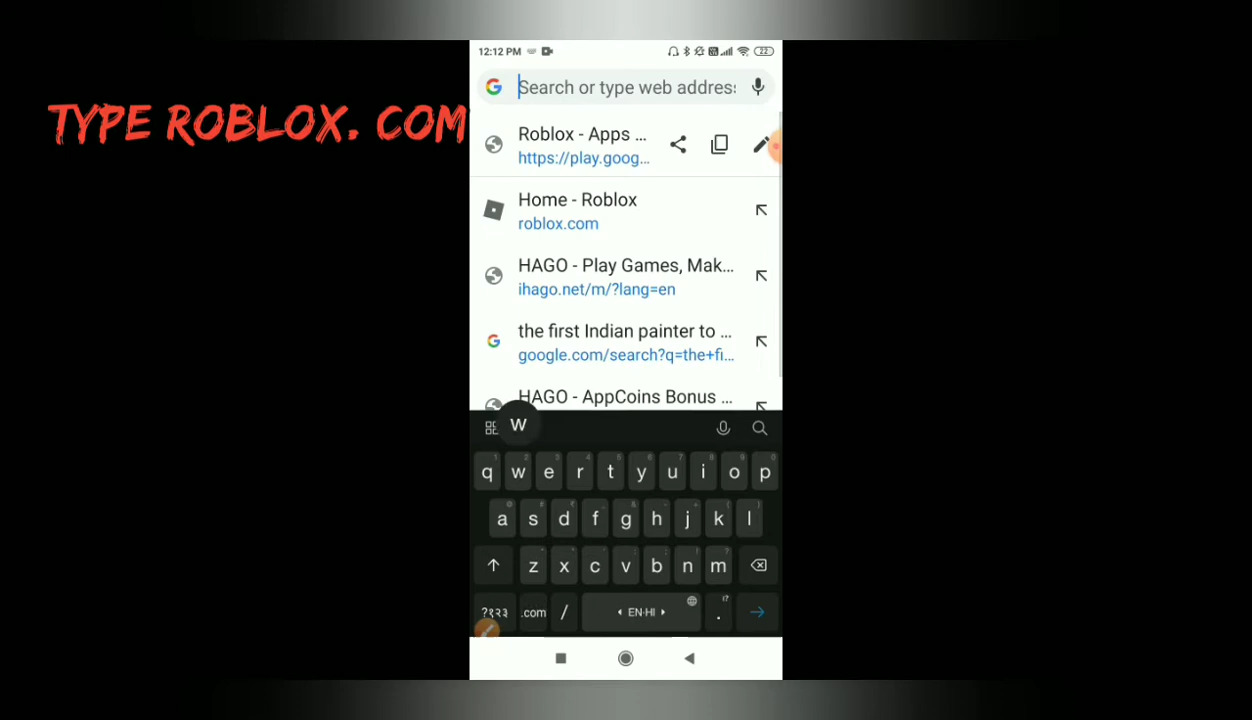 TYPE ROBLOX. COM
12:12 PM
22
Search or type web address
Roblox - Apps ...
https://play.goog...
Home - Roblox
roblox.com
HAGO - Play Games, Mak...
ihago.net/m/?lang=en
the first Indian painter to ...
google.com/search?q=the+fi...
HAGO - AppCoins Bonus ...
W
q w e r t y u i o p
a s d f g h j k l
z x c v b n m
?१२३ .com / EN-HI .